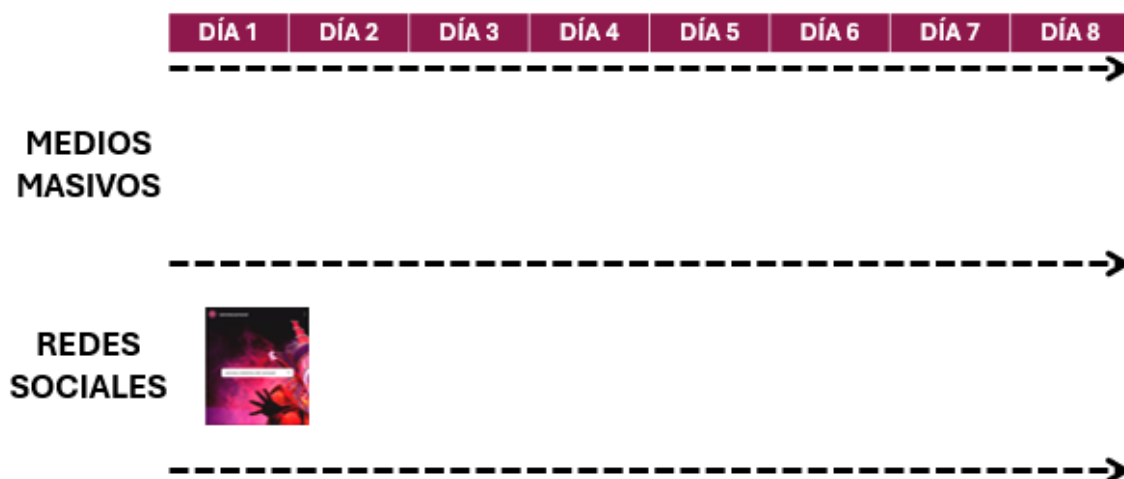 DÍA 1 DÍA 2 DÍA 3 DÍA 4 DÍA 5 DÍA 6 DÍA 7 DÍA 8
MEDIOS
MASIVOS
REDES
SOCIALES